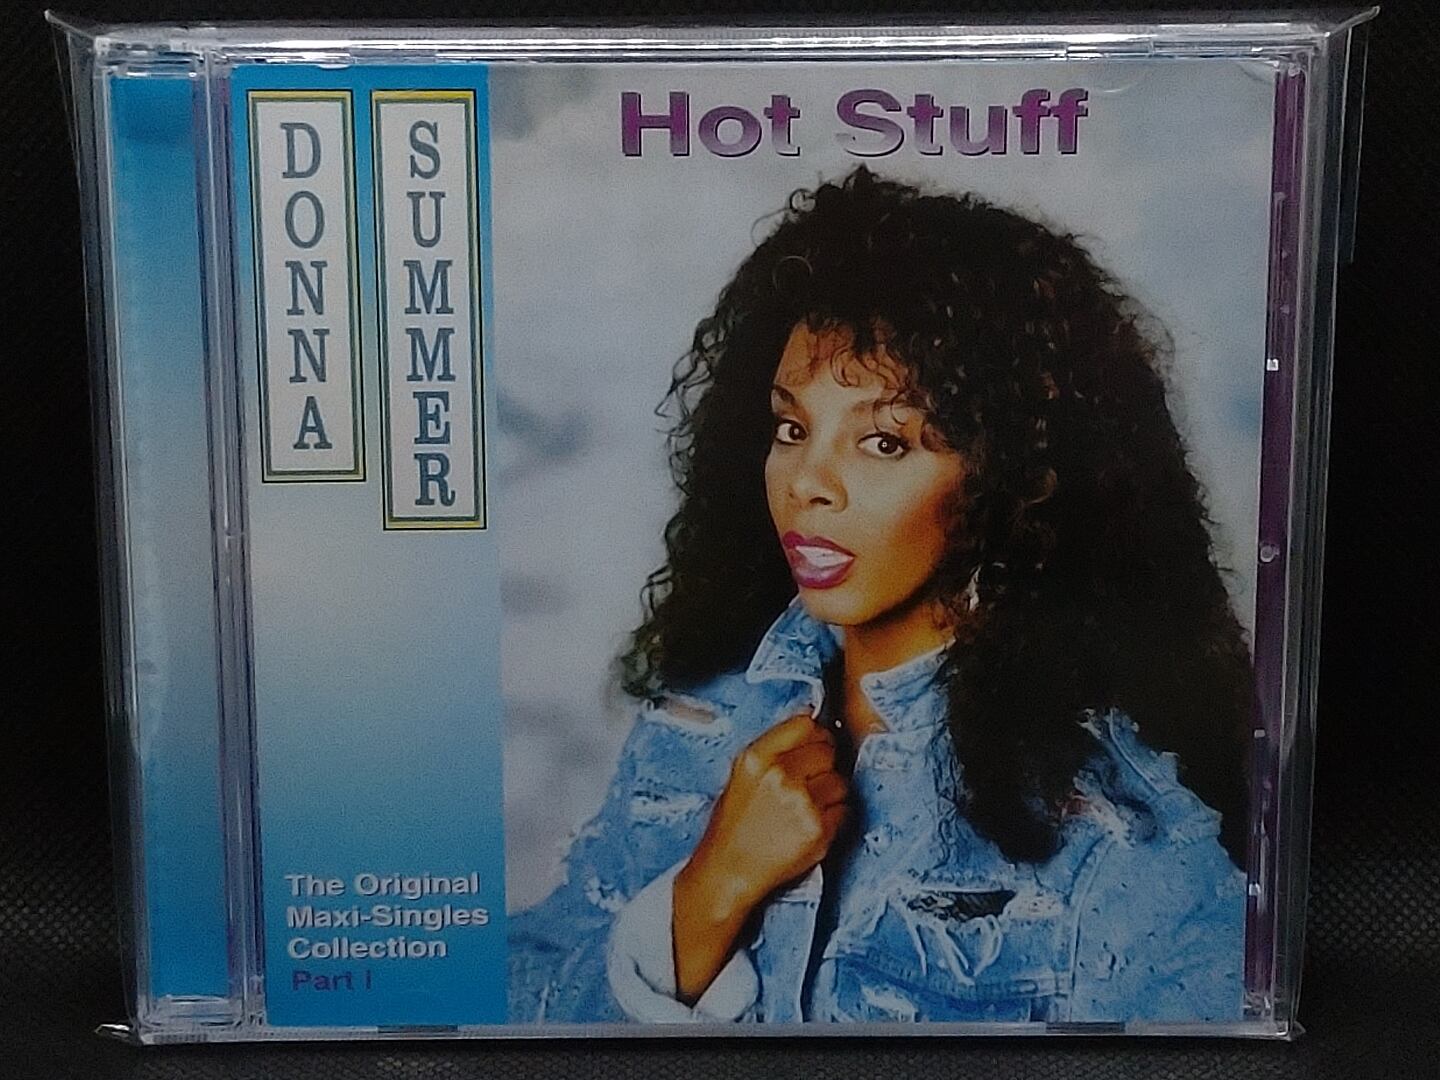 DONNA
SUMMER
Hot Stuff
The Original
Maxi-Singles
Collection
Part I